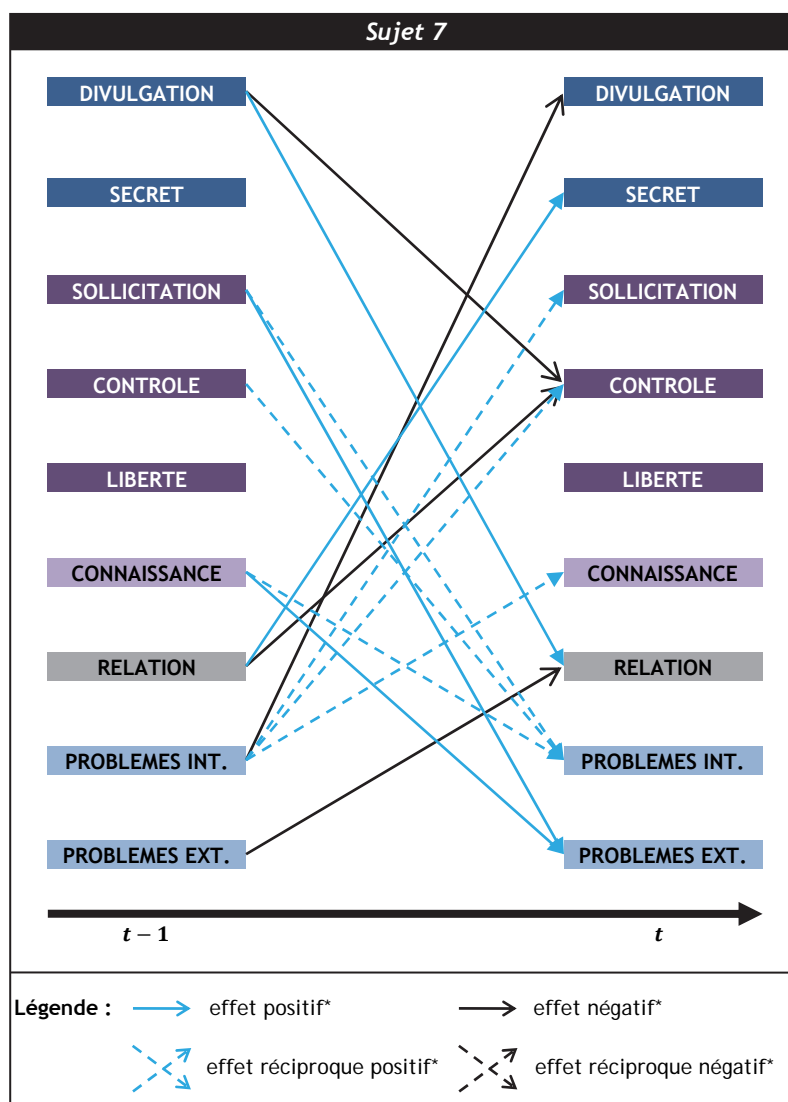 Sujet 7
DIVULGATION DIVULGATION
SECRET SECRET
SOLLICITATION SOLLICITATION
CONTROLE CONTROLE
LIBERTE LIBERTE
CONNAISSANCE CONNAISSANCE
RELATION RELATION
PROBLEMES INT. PROBLEMES INT.
PROBLEMES EXT. PROBLEMES EXT.
t − 1 t
Légende : effet positif* effet négatif*
effet réciproque positif* effet réciproque négatif*